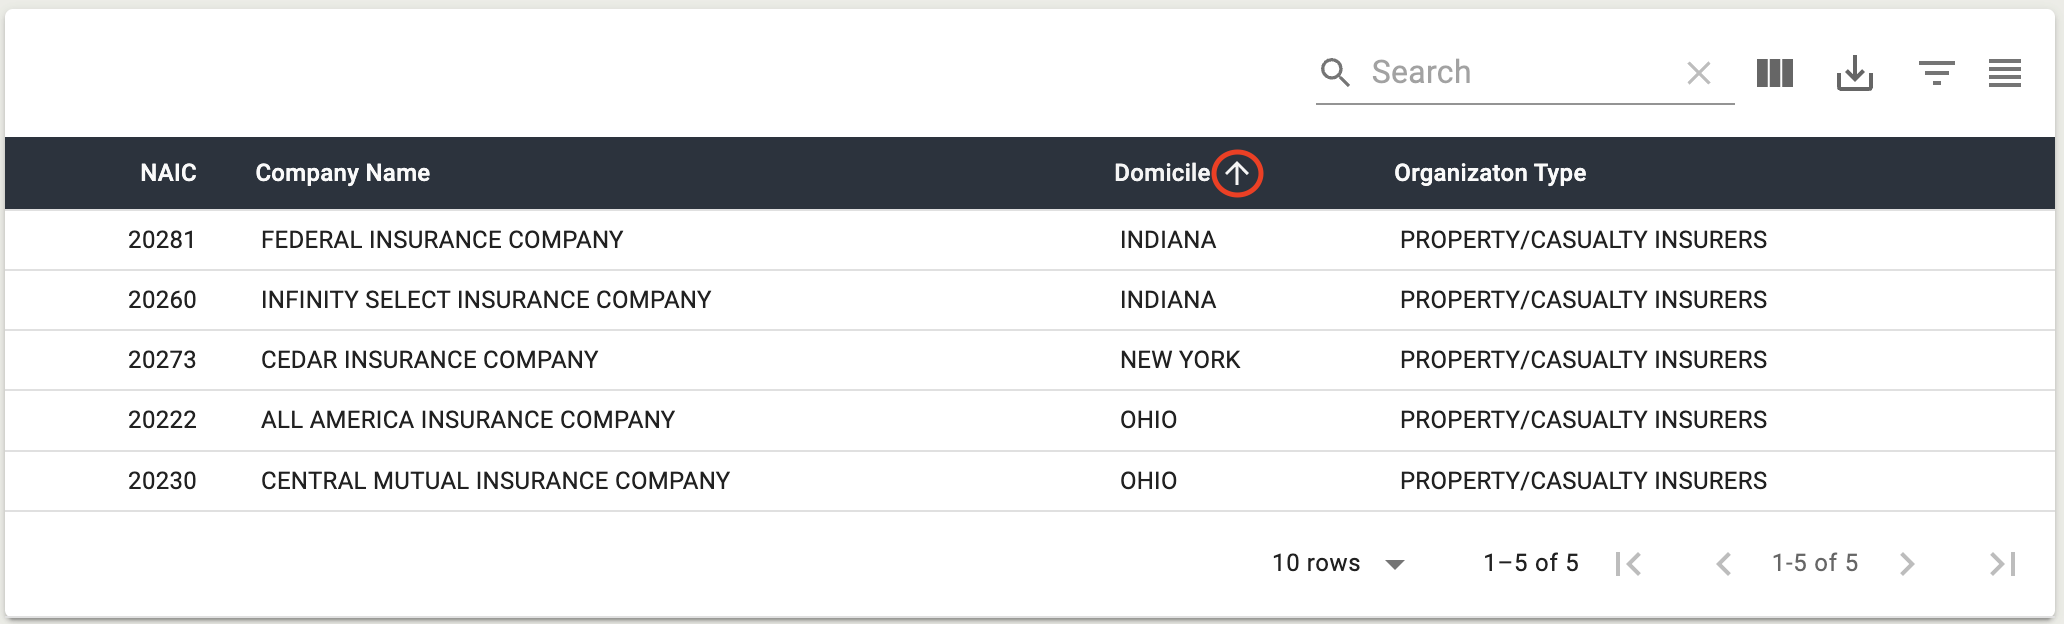 Search
NAIC Company Name Domicile Organizaton Type
20281 FEDERAL INSURANCE COMPANY INDIANA PROPERTY/CASUALTY INSURERS
20260 INFINITY SELECT INSURANCE COMPANY INDIANA PROPERTY/CASUALTY INSURERS
20273 CEDAR INSURANCE COMPANY NEW YORK PROPERTY/CASUALTY INSURERS
20222 ALL AMERICA INSURANCE COMPANY OHIO PROPERTY/CASUALTY INSURERS
20230 CENTRAL MUTUAL INSURANCE COMPANY OHIO PROPERTY/CASUALTY INSURERS
10 rows 1–5 of 5 1-5 of 5